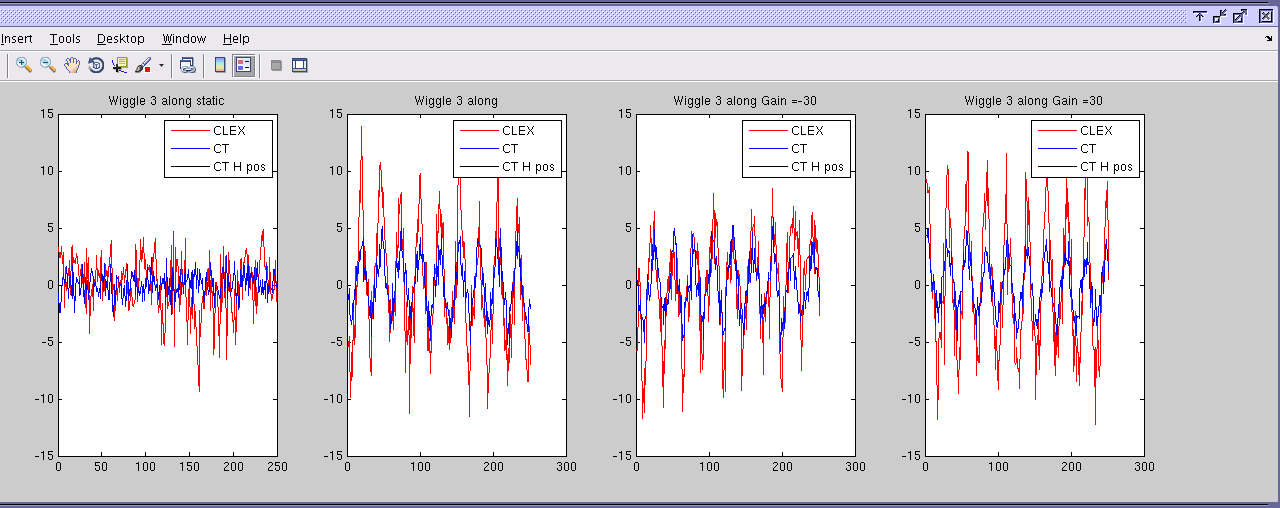 Insert Tools Desktop Window Help
Wiggle 3 along static
15
10
5
0
-5
-10
-15
0 50 100 150 200 250
CLEX
CT
CT H pos
Wiggle 3 along
15
10
5
0
-5
-10
-15
0 100 200 300
CLEX
CT
CT H pos
Wiggle 3 along Gain =-30
15
10
5
0
-5
-10
-15
0 100 200 300
CLEX
CT
CT H pos
Wiggle 3 along Gain =30
15
10
5
0
-5
-10
-15
0 100 200 300
CLEX
CT
CT H pos